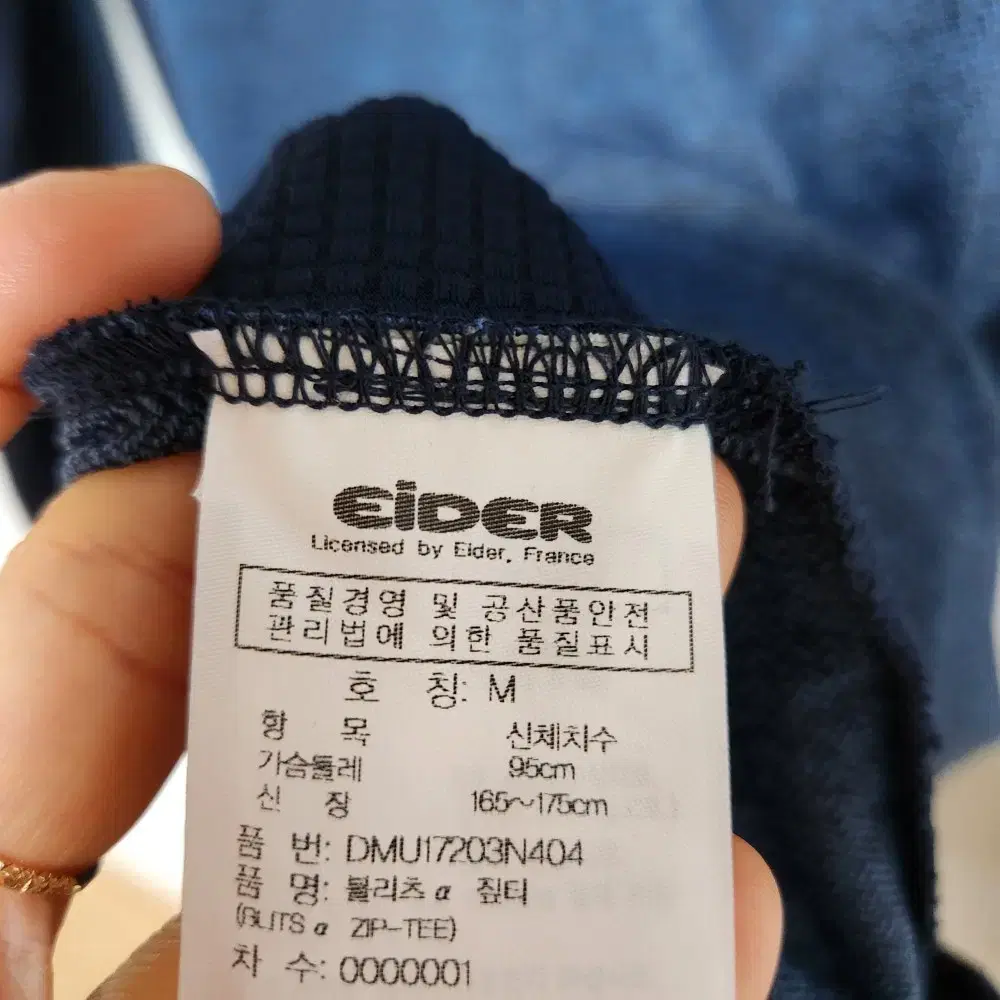 EiDER
Licensed by Eider, France
품질경영 및 공산품안전
관리법에 의한 품질표시
호 칭: M
항 목 신체치수
가슴둘레 95cm
신 장 165~175cm
품 번: DMU17203N404
품 명: 블리츠 α 짚티
(BLITS α ZIP-TEE)
차 수: 0000001